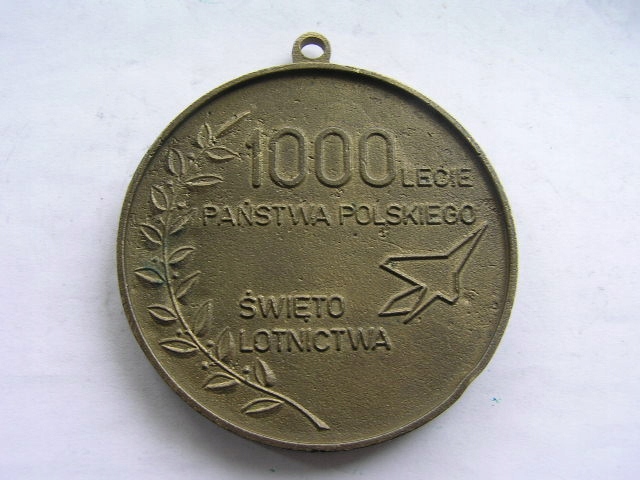 1000LECIE
PAŃSTWA POLSKIEGO
ŚWIĘTO
LOTNICTWA